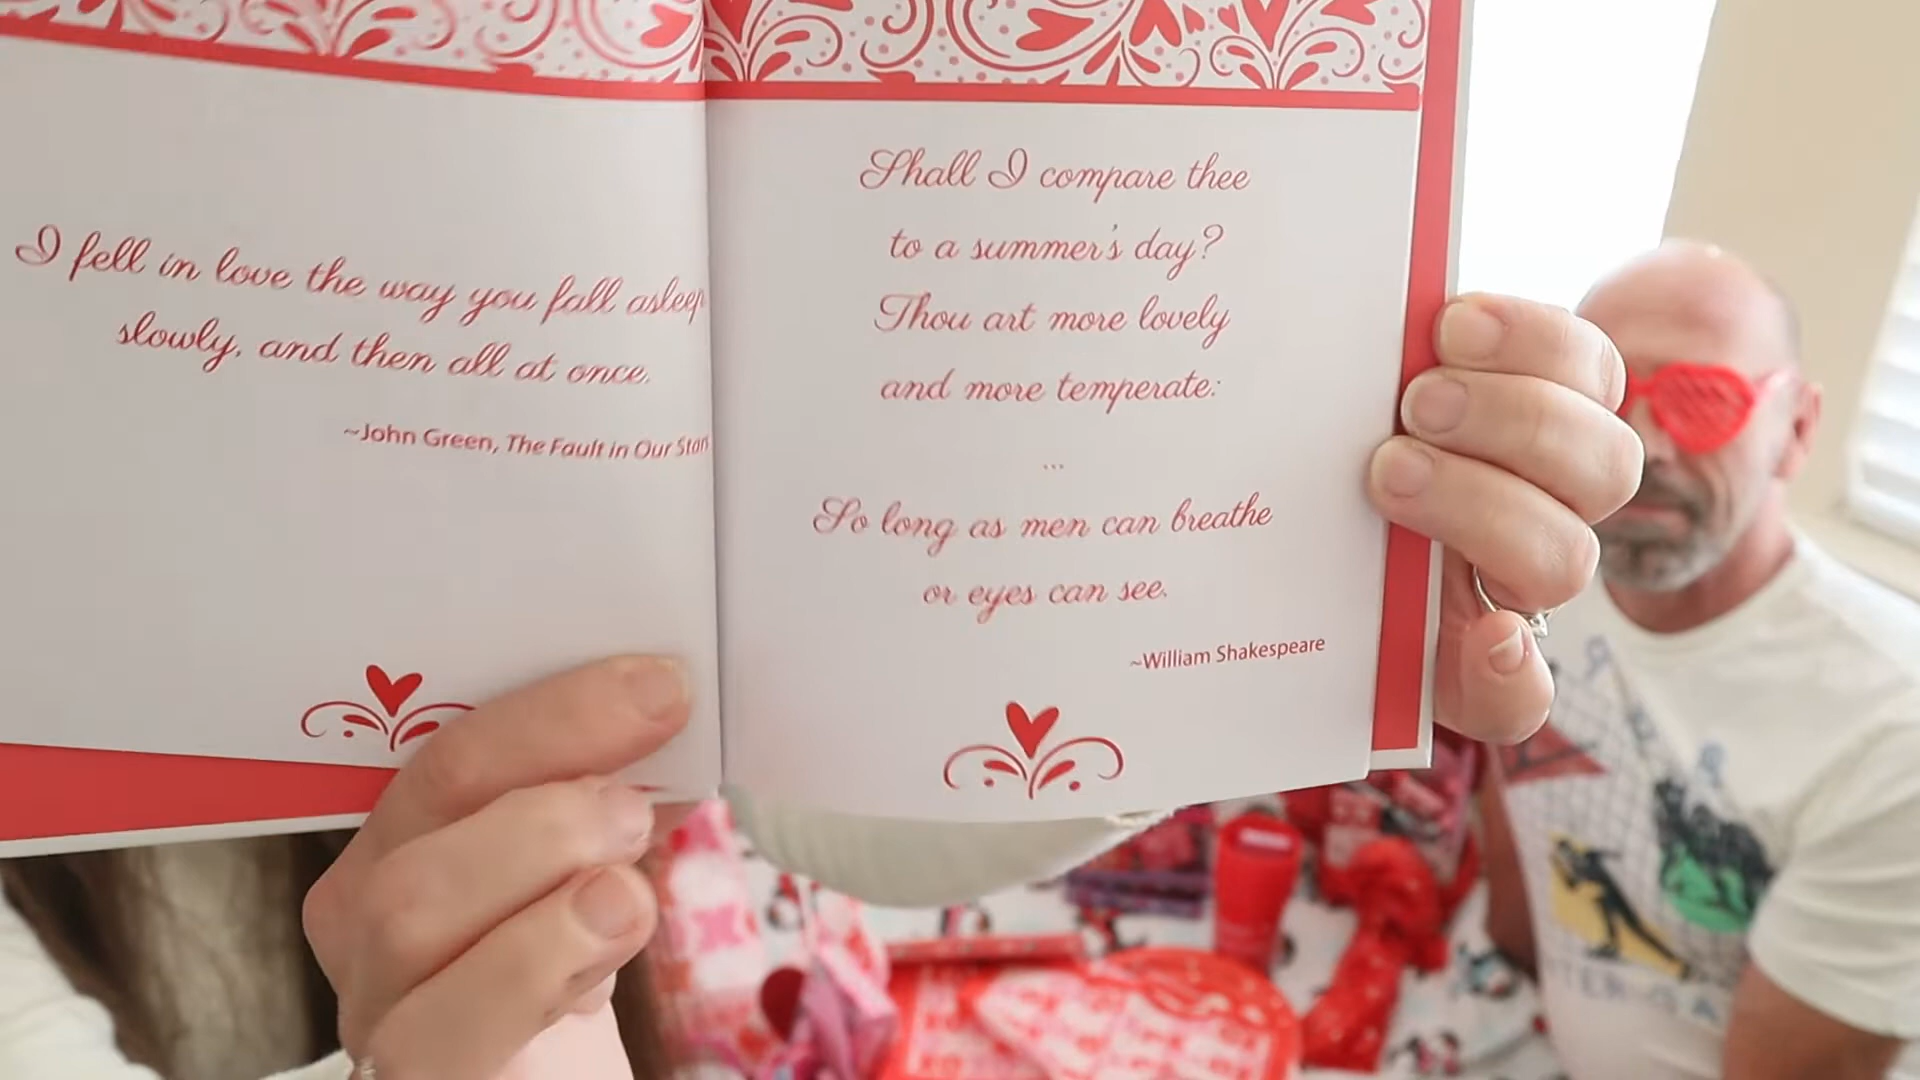 I fell in love the way you fall asleep
slowly, and then all at once.
~John Green, The Fault in Our Stars
Shall I compare thee
to a summer's day?
Thou art more lovely
and more temperate:
...
So long as men can breathe
or eyes can see.
~William Shakespeare